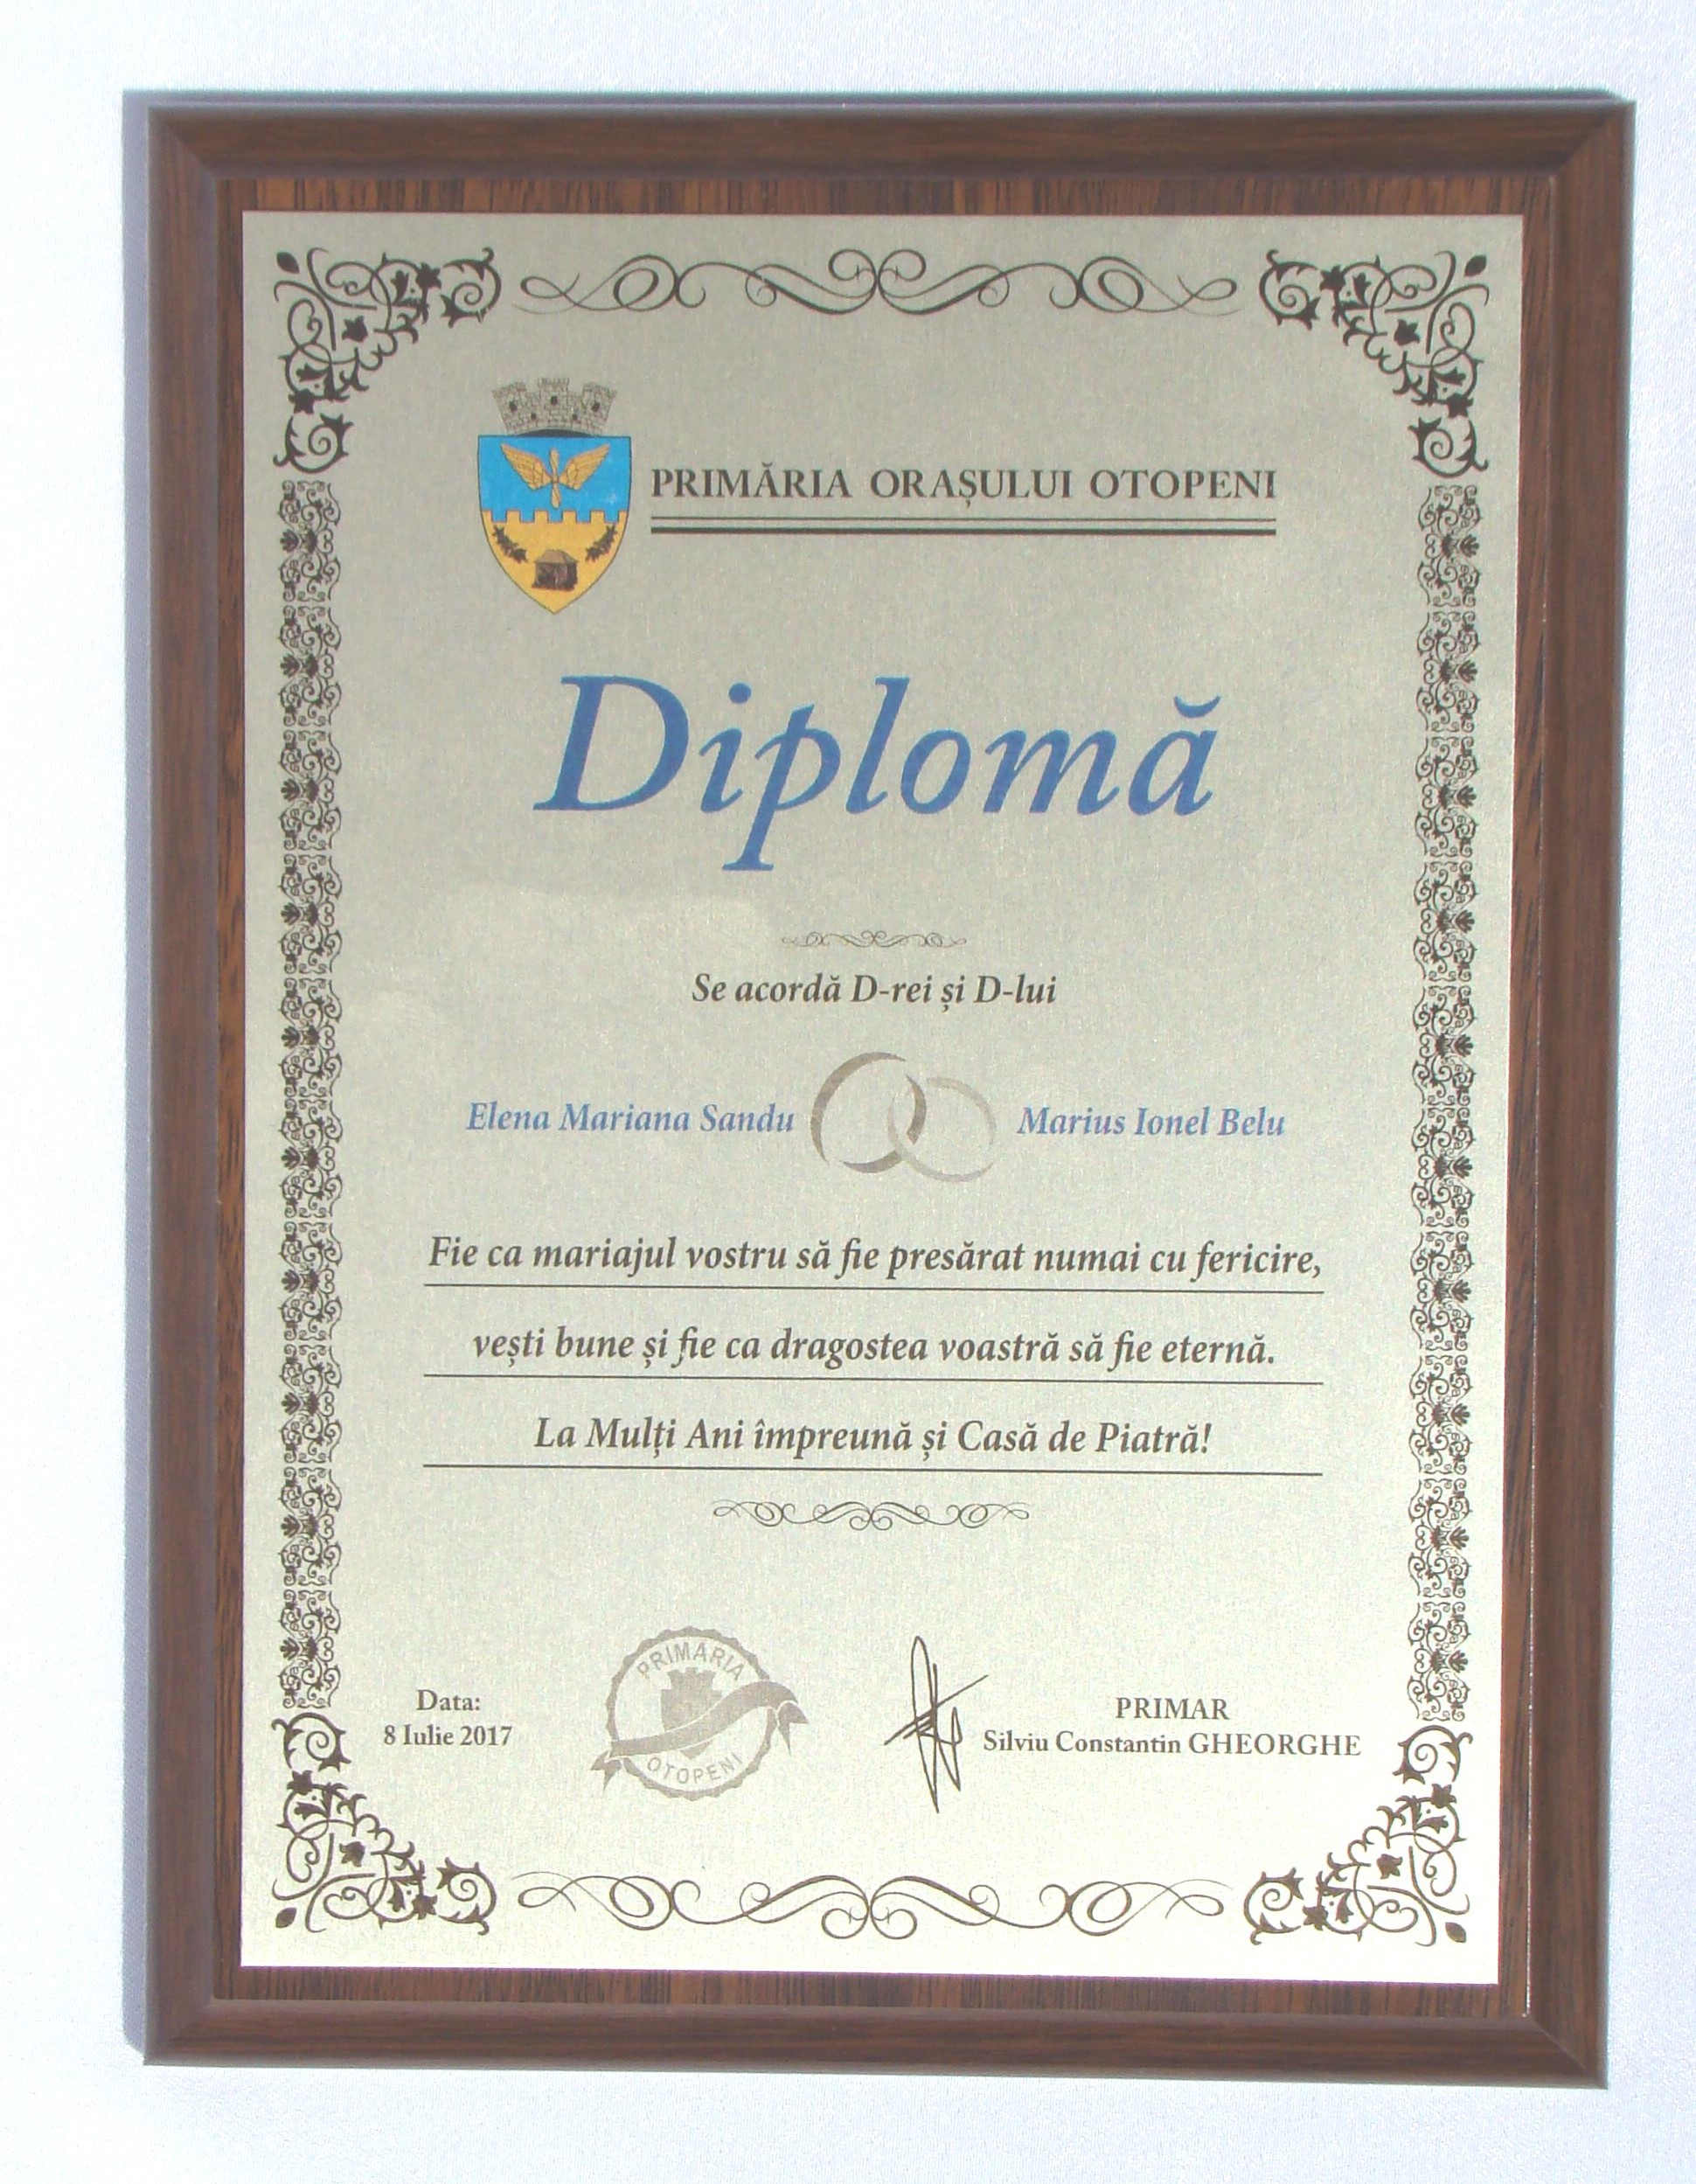 PRIMĂRIA ORAȘULUI OTOPENI
Diplomă
Se acordă D-rei și D-lui
Elena Mariana Sandu Marius Ionel Belu
Fie ca mariajul vostru să fie presărat numai cu fericire,
vești bune și fie ca dragostea voastră să fie eternă.
La Mulți Ani împreună și Casă de Piatră!
Data:
8 Iulie 2017
PRIMARIA
OTOPENI
PRIMAR
Silviu Constantin GHEORGHE